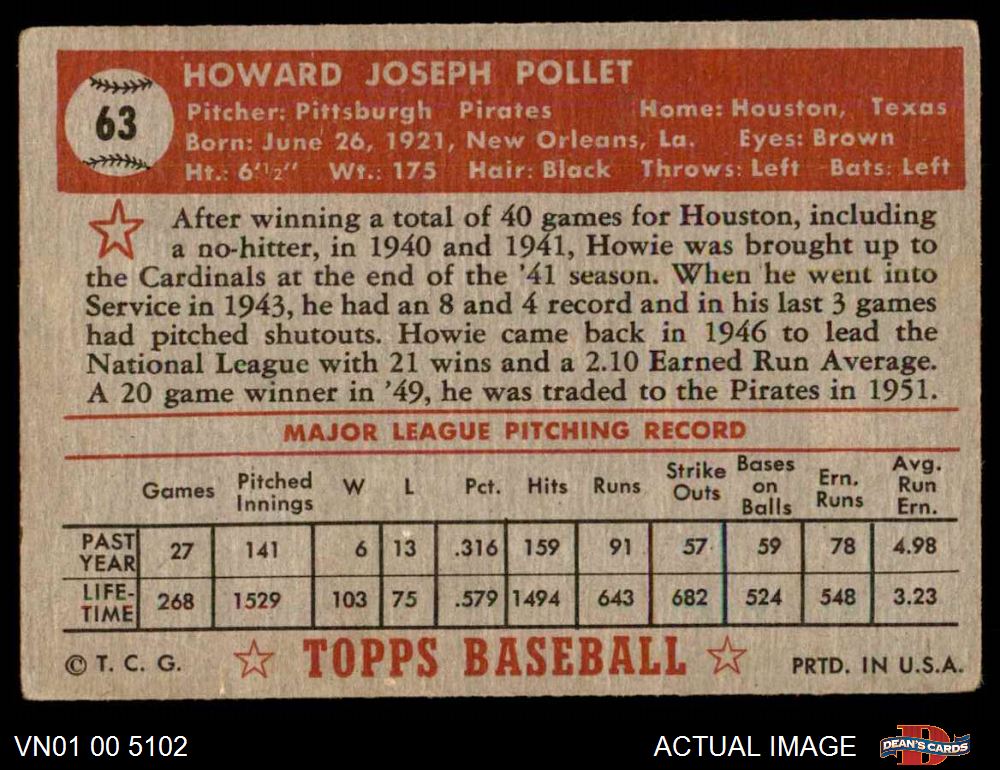 63
HOWARD JOSEPH POLLET
Pitcher: Pittsburgh Pirates Home: Houston, Texas
Born: June 26, 1921, New Orleans, La. Eyes: Brown
Ht.: 6'1/2" Wt.: 175 Hair: Black Throws: Left Bats: Left
After winning a total of 40 games for Houston, including
a no-hitter, in 1940 and 1941, Howie was brought up to
the Cardinals at the end of the '41 season. When he went into
Service in 1943, he had an 8 and 4 record and in his last 3 games
had pitched shutouts. Howie came back in 1946 to lead the
National League with 21 wins and a 2.10 Earned Run Average.
A 20 game winner in '49, he was traded to the Pirates in 1951.
MAJOR LEAGUE PITCHING RECORD
Games Pitched Innings W L Pct. Hits Runs Strike Outs Bases on Balls Ern. Runs Avg. Run Ern.
PAST YEAR 27 141 6 13 .316 159 91 57 59 78 4.98
LIFE-TIME 268 1529 103 75 .579 1494 643 682 524 548 3.23
© T. C. G. TOPPS BASEBALL PRTD. IN U.S.A.
VN01 00 5102 ACTUAL IMAGE DEAN'S CARDS